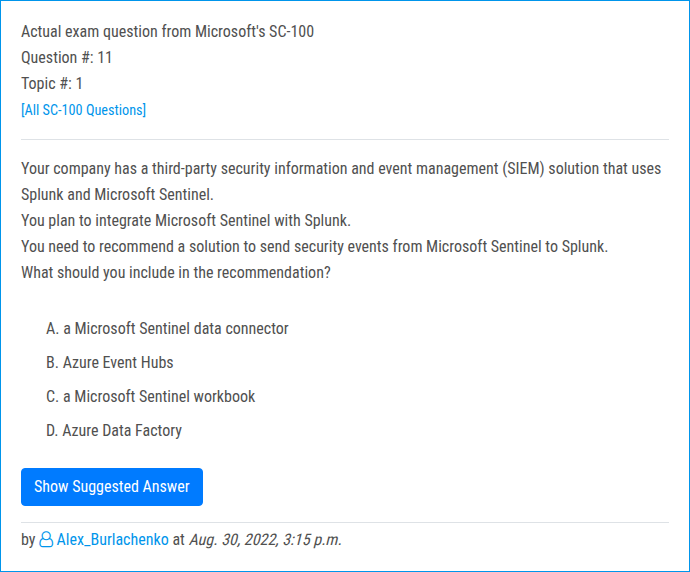 Actual exam question from Microsoft's SC-100
Question #: 11
Topic #: 1
[All SC-100 Questions]
Your company has a third-party security information and event management (SIEM) solution that uses
Splunk and Microsoft Sentinel.
You plan to integrate Microsoft Sentinel with Splunk.
You need to recommend a solution to send security events from Microsoft Sentinel to Splunk.
What should you include in the recommendation?
A. a Microsoft Sentinel data connector
B. Azure Event Hubs
C. a Microsoft Sentinel workbook
D. Azure Data Factory
Show Suggested Answer
by Alex_Burlachenko at Aug. 30, 2022, 3:15 p.m.